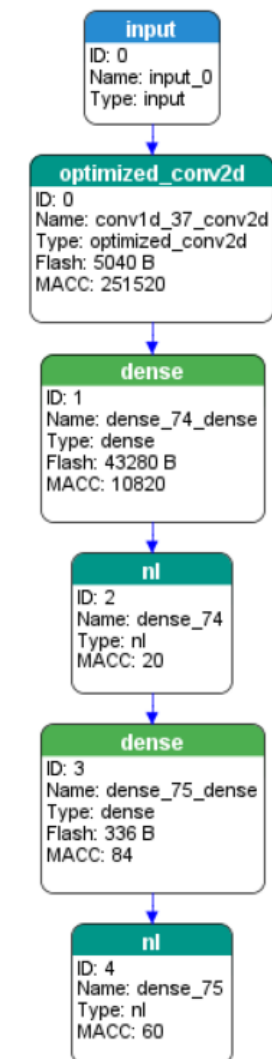 input
ID: 0
Name: input_0
Type: input
optimized_conv2d
ID: 0
Name: conv1d_37_conv2d
Type: optimized_conv2d
Flash: 5040 B
MACC: 251520
dense
ID: 1
Name: dense_74_dense
Type: dense
Flash: 43280 B
MACC: 10820
nl
ID: 2
Name: dense_74
Type: nl
MACC: 20
dense
ID: 3
Name: dense_75_dense
Type: dense
Flash: 336 B
MACC: 84
nl
ID: 4
Name: dense_75
Type: nl
MACC: 60